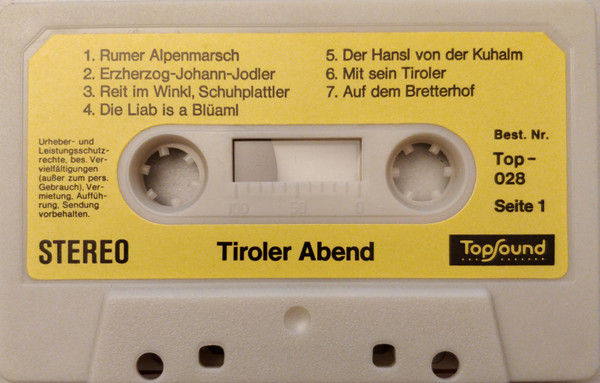 1. Rumer Alpenmarsch
2. Erzherzog-Johann-Jodler
3. Reit im Winkl, Schuhplattler
4. Die Liab is a Blüaml
5. Der Hansl von der Kuhalm
6. Mit sein Tiroler
7. Auf dem Bretterhof
Urheber- und
Leistungsschutz-
rechte, bes. Ver-
vielfältigungen
(außer zum pers.
Gebrauch), Ver-
mietung, Auffüh-
rung, Sendung
vorbehalten.
100 50 0
Best. Nr.
Top-
028
Seite 1
STEREO
Tiroler Abend
TopSound